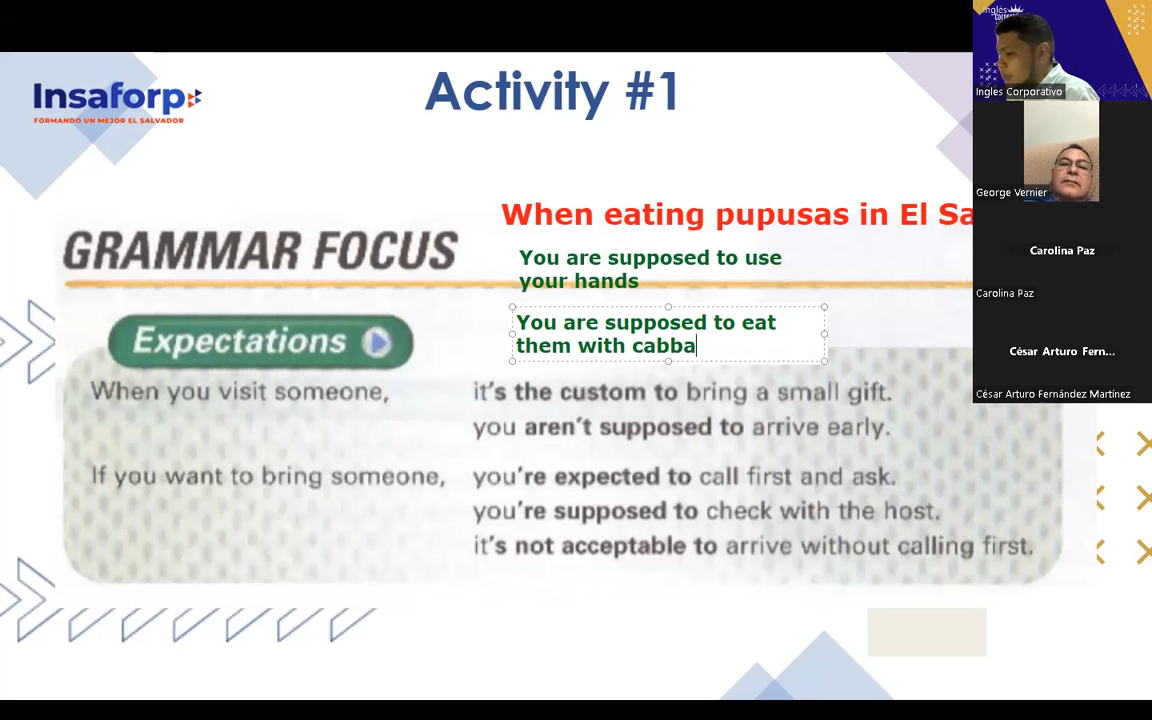 Activity #1
Insaforp
FORMANDO UN MEJOR EL SALVADOR
When eating pupusas in El Sa
You are supposed to use
your hands
You are supposed to eat
them with cabba
GRAMMAR FOCUS
Expectations
When you visit someone, it's the custom to bring a small gift.
you aren't supposed to arrive early.
If you want to bring someone, you're expected to call first and ask.
you're supposed to check with the host.
it's not acceptable to arrive without calling first.
Inglés
Ingles Corporativo
George Vernier
Carolina Paz
Carolina Paz
César Arturo Fern...
César Arturo Fernández Martínez